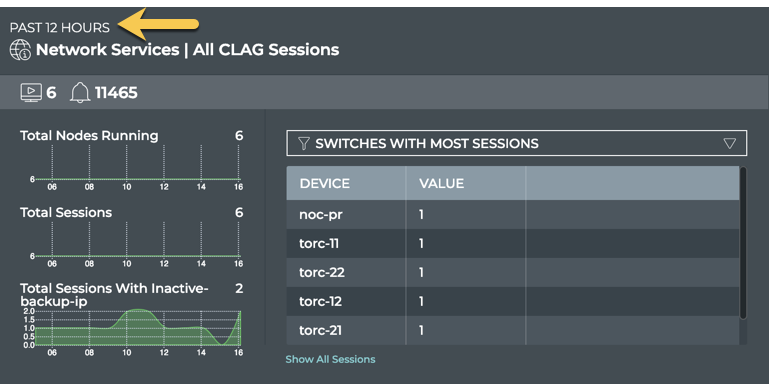 PAST 12 HOURS
Network Services | All CLAG Sessions
6 11465
Total Nodes Running 6
6
06 08 10 12 14 16
Total Sessions 6
6
06 08 10 12 14 16
Total Sessions With Inactive- 2
backup-ip
2.0
1.5
1.0
0.5
0.0
06 08 10 12 14 16
SWITCHES WITH MOST SESSIONS
DEVICE VALUE
noc-pr 1
torc-11 1
torc-22 1
torc-12 1
torc-21 1
Show All Sessions